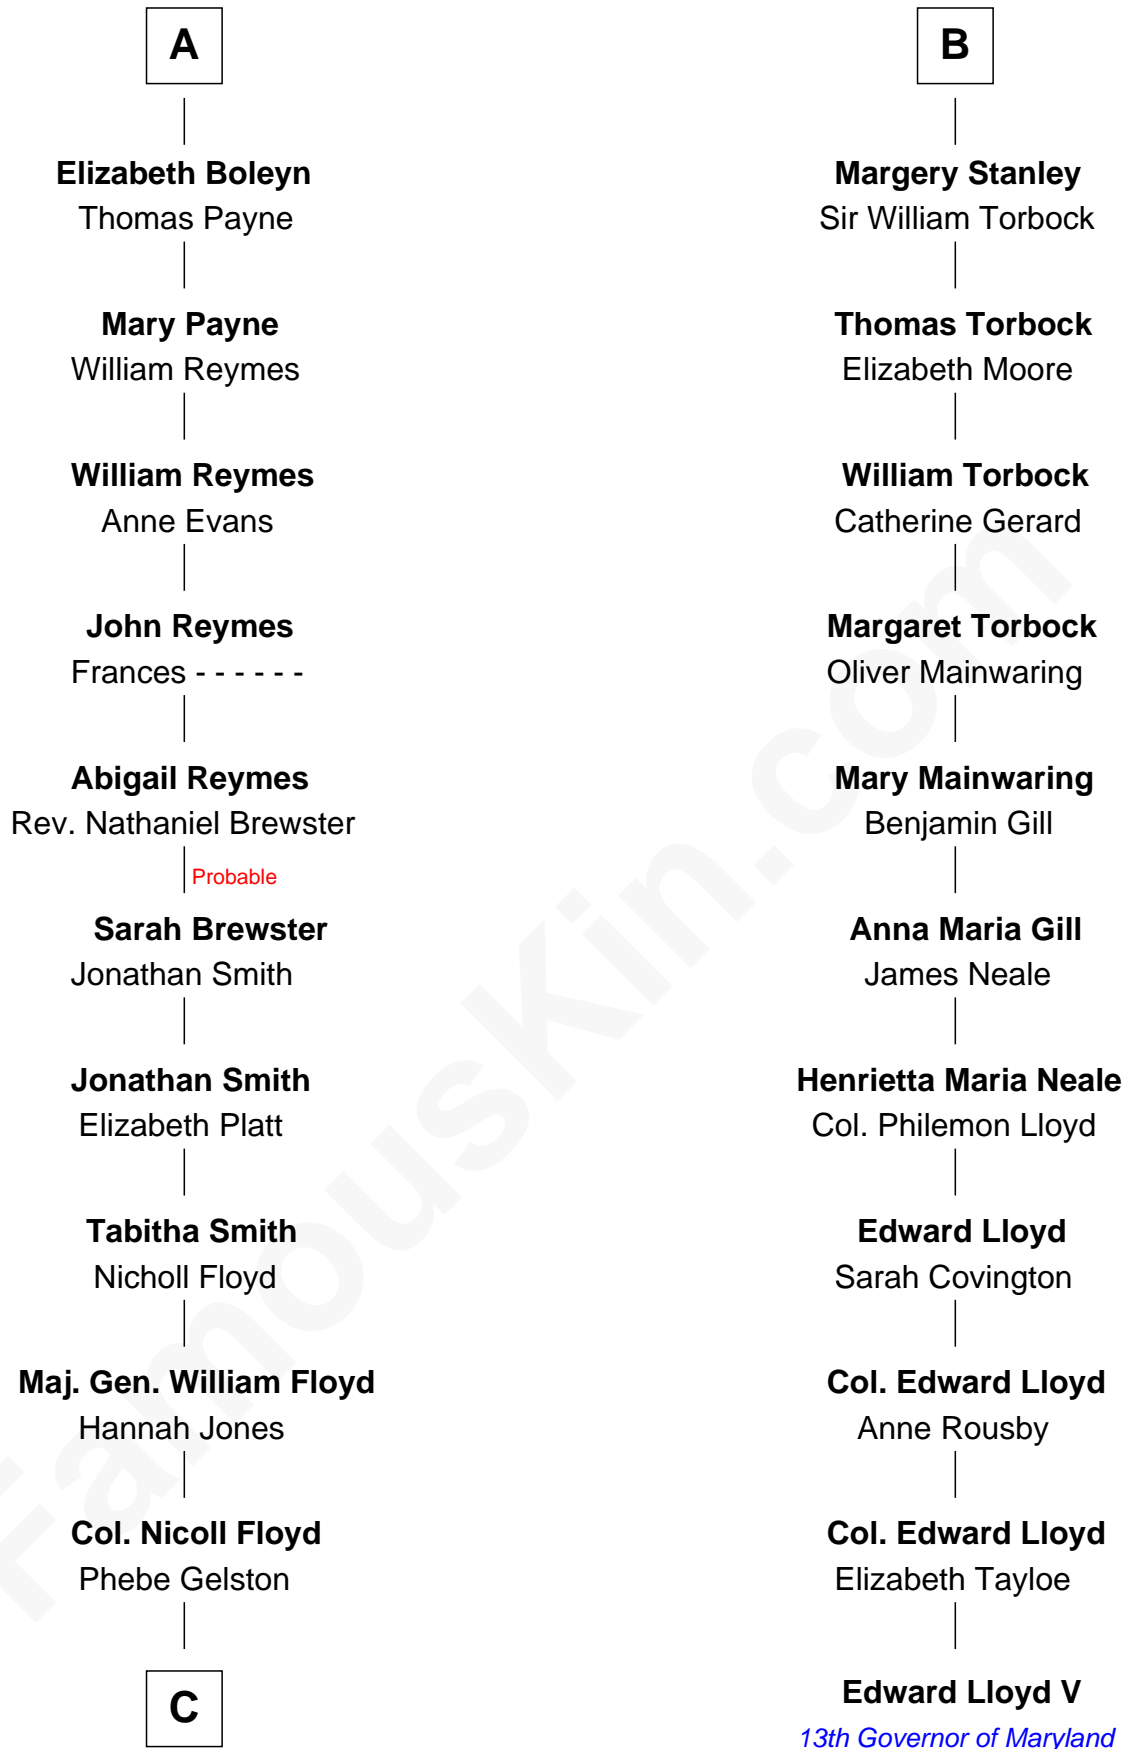 A
Elizabeth Boleyn
Thomas Payne
Mary Payne
William Reymes
William Reymes
Anne Evans
John Reymes
Frances - - - - - -
Abigail Reymes
Rev. Nathaniel Brewster
Probable
Sarah Brewster
Jonathan Smith
Jonathan Smith
Elizabeth Platt
Tabitha Smith
Nicholl Floyd
Maj. Gen. William Floyd
Hannah Jones
Col. Nicoll Floyd
Phebe Gelston
C
B
Margery Stanley
Sir William Torbock
Thomas Torbock
Elizabeth Moore
William Torbock
Catherine Gerard
Margaret Torbock
Oliver Mainwaring
Mary Mainwaring
Benjamin Gill
Anna Maria Gill
James Neale
Henrietta Maria Neale
Col. Philemon Lloyd
Edward Lloyd
Sarah Covington
Col. Edward Lloyd
Anne Rousby
Col. Edward Lloyd
Elizabeth Tayloe
Edward Lloyd V
13th Governor of Maryland
FamousKin.com